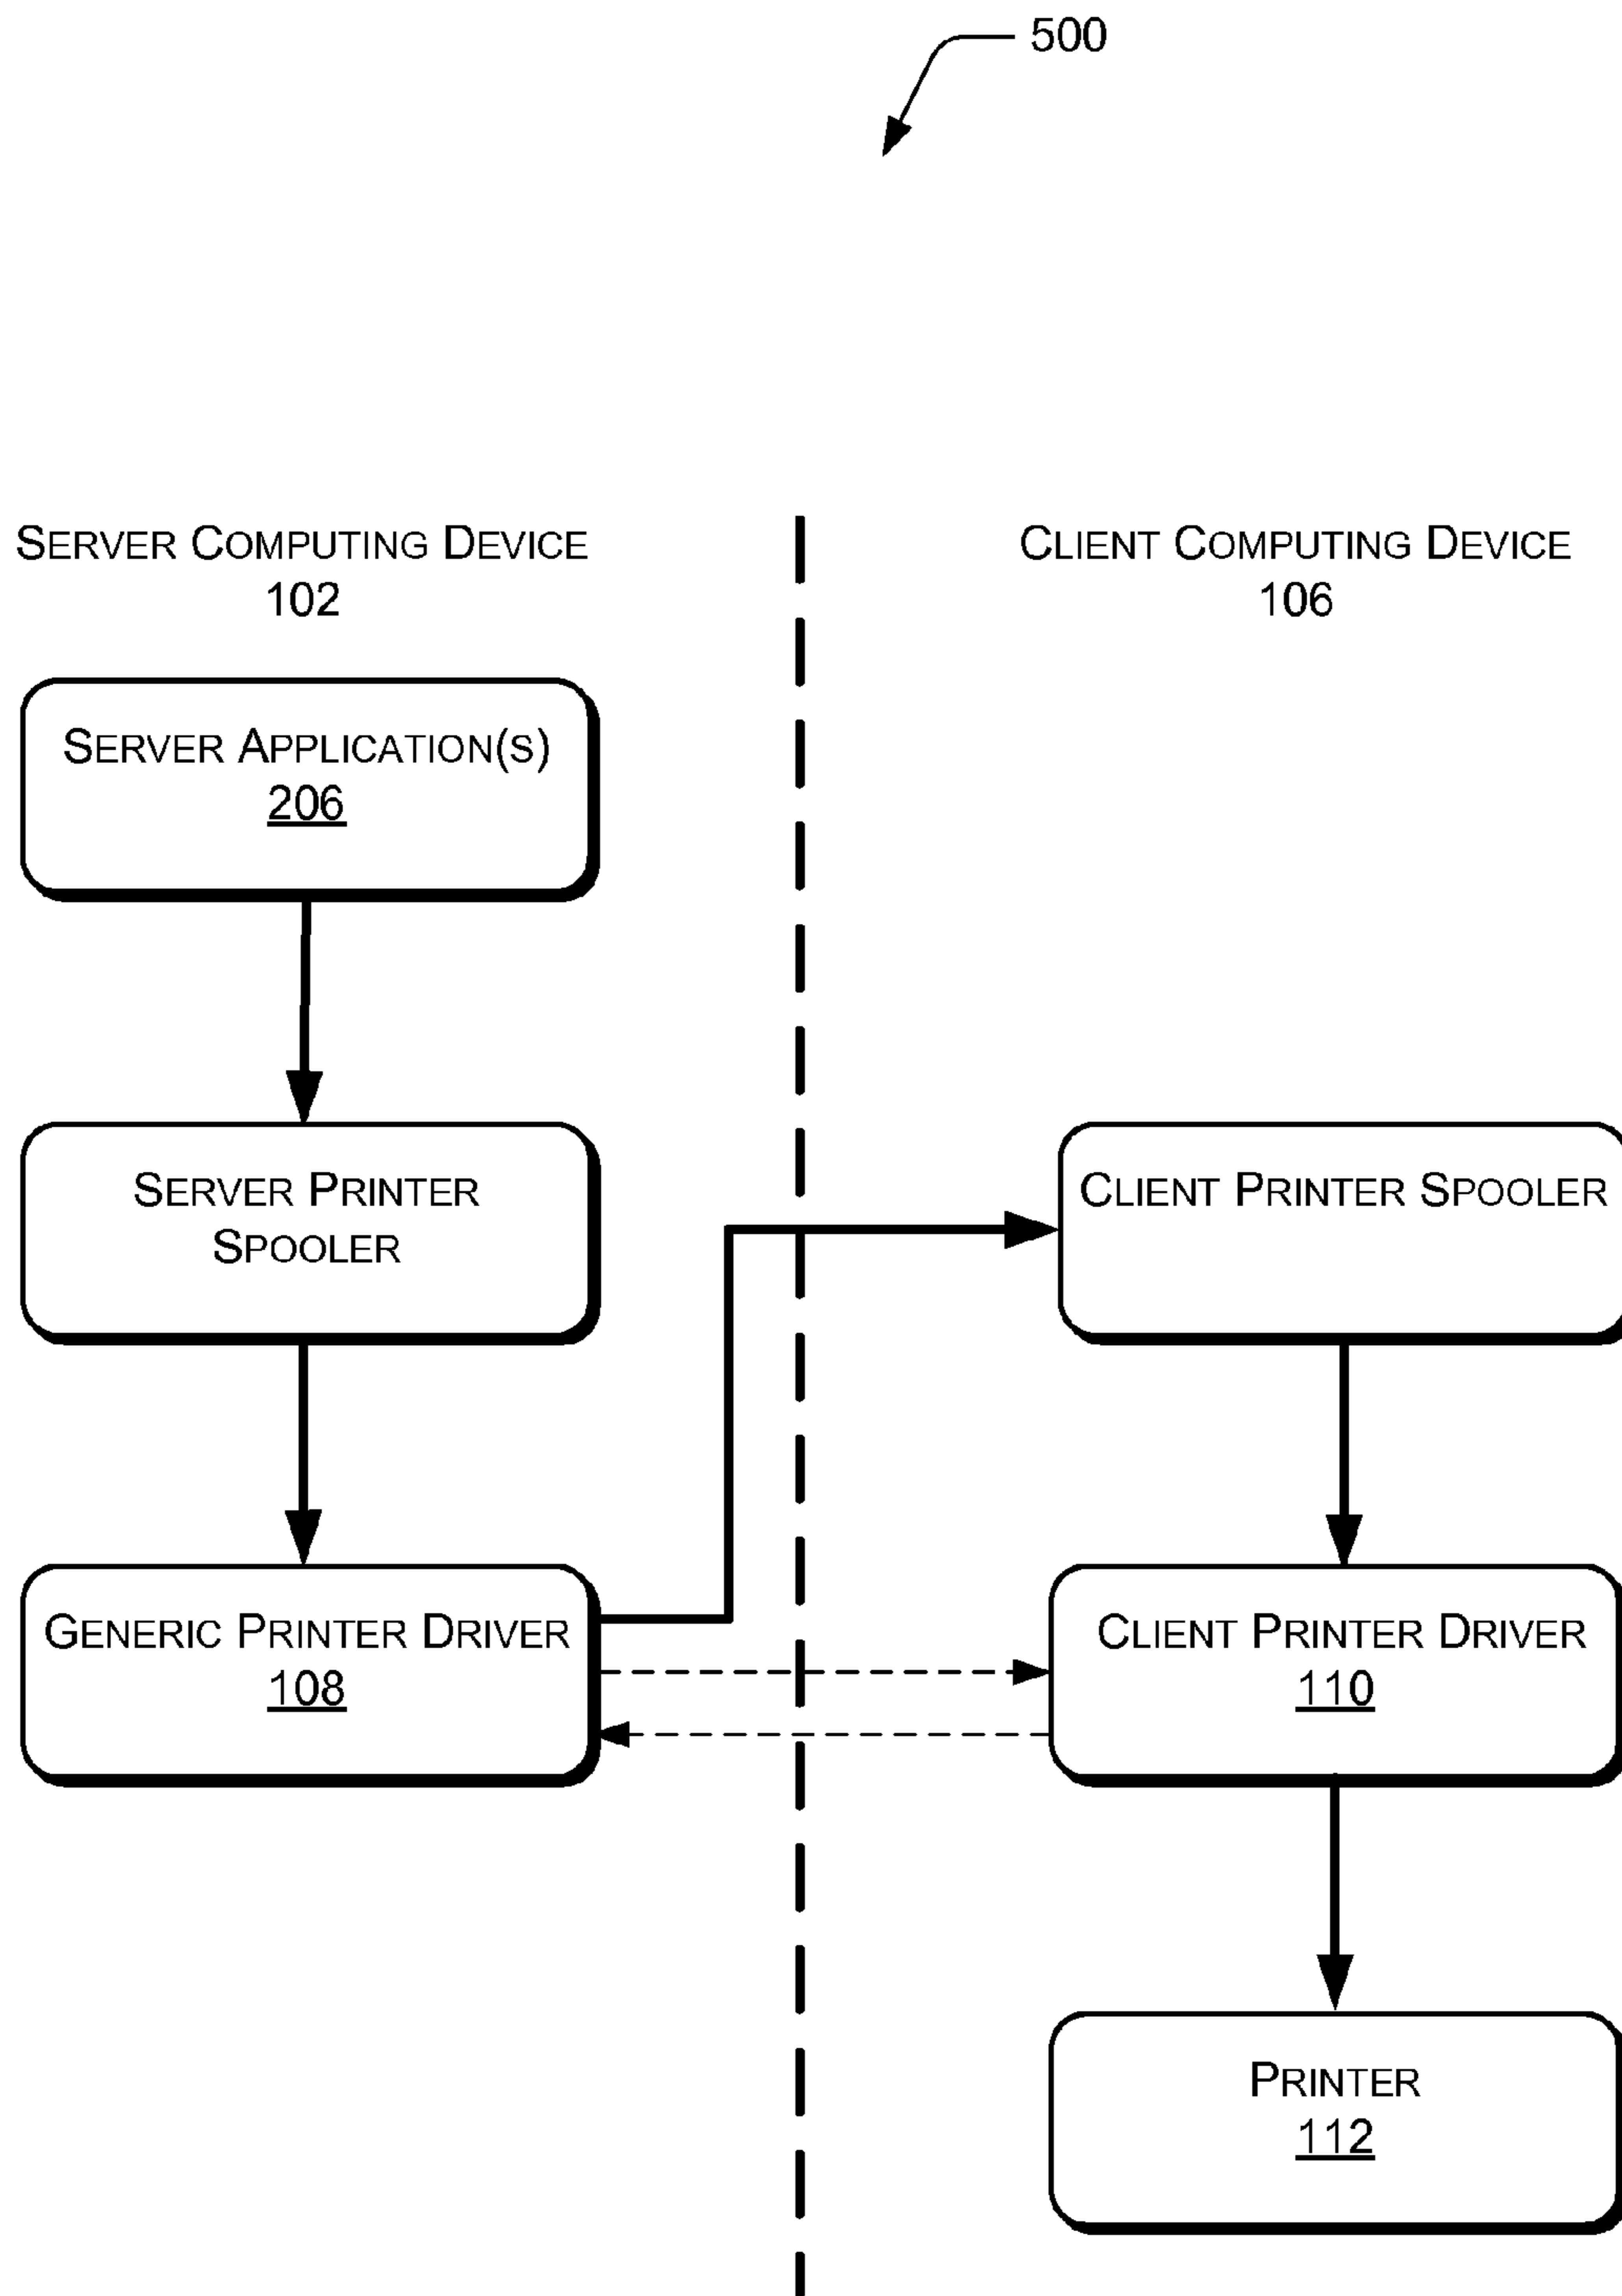 500
SERVER COMPUTING DEVICE
102
CLIENT COMPUTING DEVICE
106
SERVER APPLICATION(S)
206
SERVER PRINTER
SPOOLER
CLIENT PRINTER SPOOLER
GENERIC PRINTER DRIVER
108
CLIENT PRINTER DRIVER
110
PRINTER
112